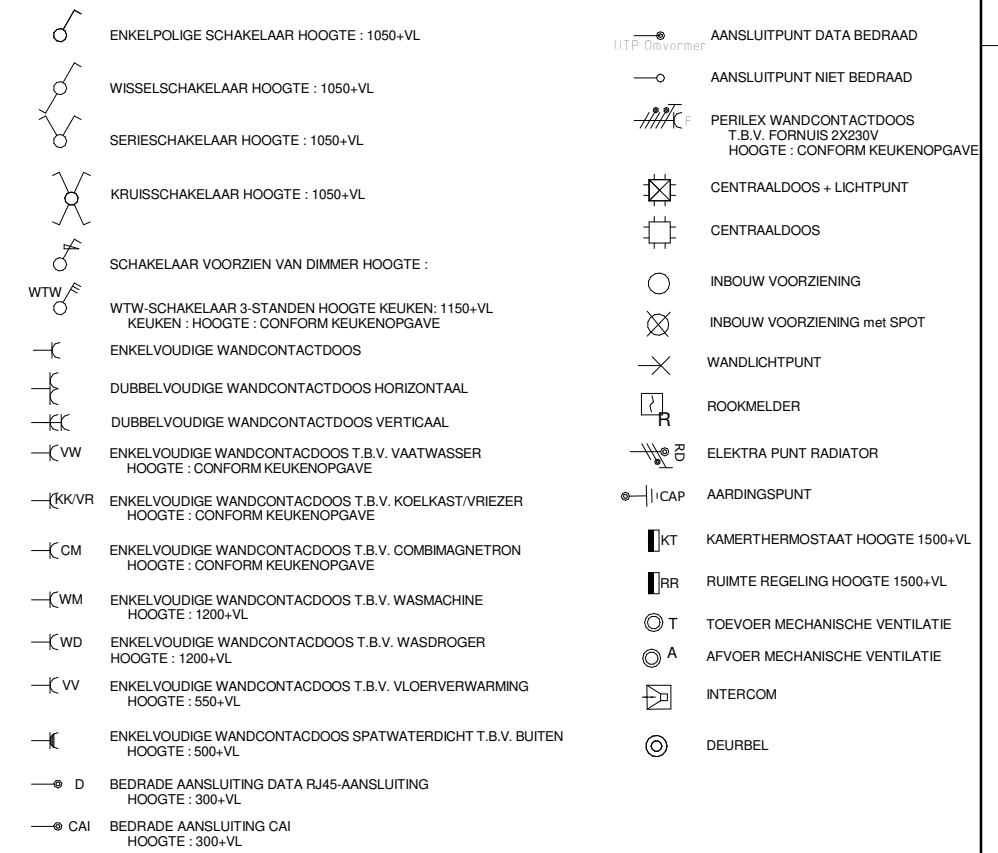 ENKELPOLIGE SCHAKELAAR HOOGTE : 1050+VL
WISSELSCHAKELAAR HOOGTE : 1050+VL
SERIESCHAKELAAR HOOGTE : 1050+VL
KRUISSCHAKELAAR HOOGTE : 1050+VL
SCHAKELAAR VOORZIEN VAN DIMMER HOOGTE :
WTW
WTW-SCHAKELAAR 3-STANDEN HOOGTE KEUKEN: 1150+VL
KEUKEN : HOOGTE : CONFORM KEUKENOPGAVE
ENKELVOUDIGE WANDCONTACTDOOS
DUBBELVOUDIGE WANDCONTACTDOOS HORIZONTAAL
DUBBELVOUDIGE WANDCONTACTDOOS VERTICAAL
VW ENKELVOUDIGE WANDCONTACTDOOS T.B.V. VAATWASSER
HOOGTE : CONFORM KEUKENOPGAVE
KK/VR ENKELVOUDIGE WANDCONTACDOOS T.B.V. KOELKAST/VRIEZER
HOOGTE : CONFORM KEUKENOPGAVE
CM ENKELVOUDIGE WANDCONTACDOOS T.B.V. COMBIMAGNETRON
HOOGTE : CONFORM KEUKENOPGAVE
WM ENKELVOUDIGE WANDCONTACDOOS T.B.V. WASMACHINE
HOOGTE : 1200+VL
WD ENKELVOUDIGE WANDCONTACDOOS T.B.V. WASDROGER
HOOGTE : 1200+VL
VV ENKELVOUDIGE WANDCONTACDOOS T.B.V. VLOERVERWARMING
HOOGTE : 550+VL
ENKELVOUDIGE WANDCONTACDOOS SPATWATERDICHT T.B.V. BUITEN
HOOGTE : 500+VL
D BEDRADE AANSLUITING DATA RJ45-AANSLUITING
HOOGTE : 300+VL
CAI BEDRADE AANSLUITING CAI
HOOGTE : 300+VL
AANSLUITPUNT DATA BEDRAAD
UTP Omvormer
AANSLUITPUNT NIET BEDRAAD
F PERILEX WANDCONTACTDOOS
T.B.V. FORNUIS 2X230V
HOOGTE : CONFORM KEUKENOPGAVE
CENTRAALDOOS + LICHTPUNT
CENTRAALDOOS
INBOUW VOORZIENING
INBOUW VOORZIENING met SPOT
WANDLICHTPUNT
R ROOKMELDER
RD ELEKTRA PUNT RADIATOR
CAP AARDINGSPUNT
KT KAMERTHERMOSTAAT HOOGTE 1500+VL
RR RUIMTE REGELING HOOGTE 1500+VL
T TOEVOER MECHANISCHE VENTILATIE
A AFVOER MECHANISCHE VENTILATIE
INTERCOM
DEURBEL